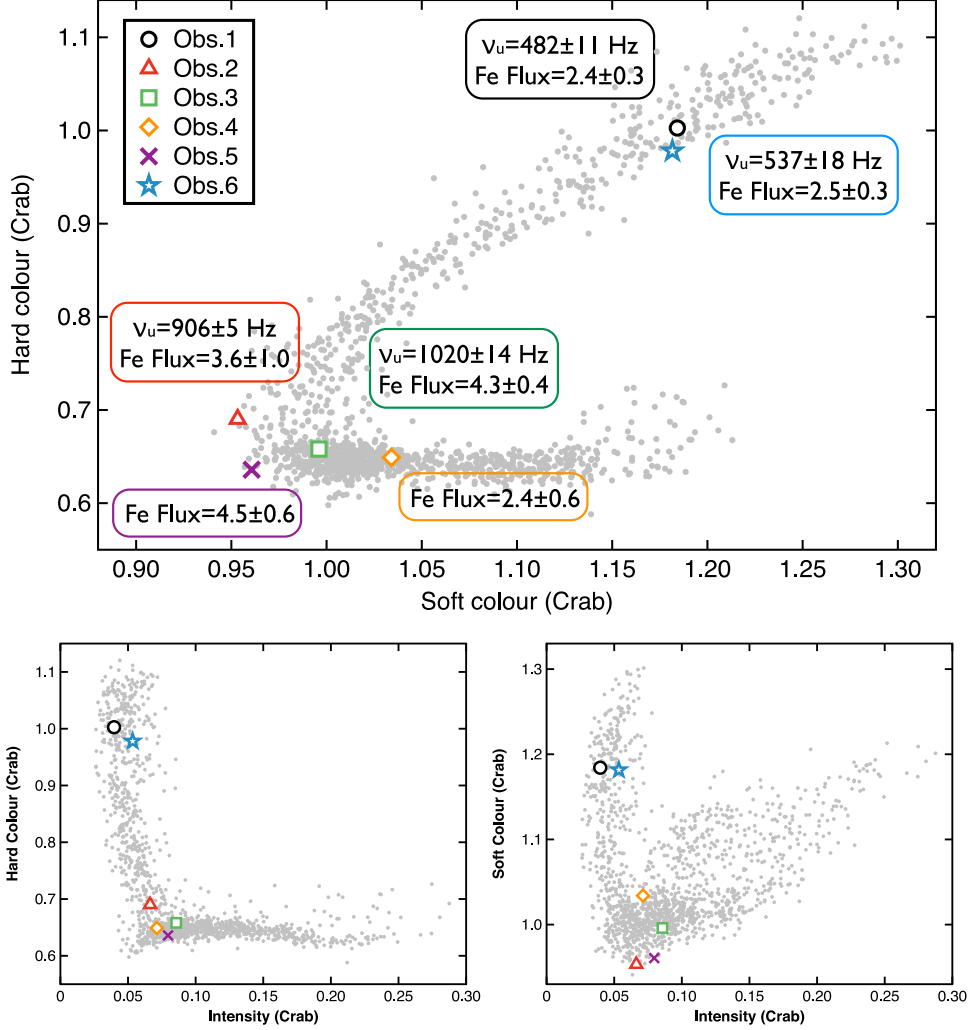 Obs.1
Obs.2
Obs.3
Obs.4
Obs.5
Obs.6
νu=482±11 Hz
Fe Flux=2.4±0.3
νu=537±18 Hz
Fe Flux=2.5±0.3
νu=906±5 Hz
Fe Flux=3.6±1.0
νu=1020±14 Hz
Fe Flux=4.3±0.4
Fe Flux=2.4±0.6
Fe Flux=4.5±0.6
Hard colour (Crab)
1.1
1.0
0.9
0.8
0.7
0.6
0.90 0.95 1.00 1.05 1.10 1.15 1.20 1.25 1.30
Soft colour (Crab)
Hard Colour (Crab)
1.1
1.0
0.9
0.8
0.7
0.6
0 0.05 0.10 0.15 0.20 0.25 0.30
Intensity (Crab)
Soft Colour (Crab)
1.3
1.2
1.1
1.0
0 0.05 0.10 0.15 0.20 0.25 0.30
Intensity (Crab)